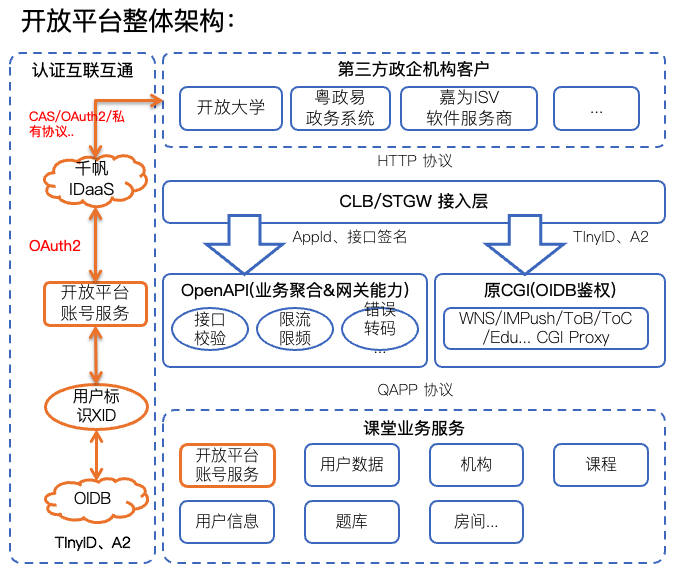 开放平台整体架构：
认证互联互通
CAS/OAuth2/私
有协议..
千帆
IDaaS
OAuth2
开放平台
账号服务
用户标
识XID
OIDB
TInyID、A2
第三方政企机构客户
开放大学
粤政易
政务系统
嘉为ISV
软件服务商
...
HTTP 协议
CLB/STGW 接入层
AppId、接口签名
TInyID、A2
OpenAPI(业务聚合&网关能力)
接口
校验
限流
限频
错误
转码
...
原CGI(OIDB鉴权)
WNS/IMPush/ToB/ToC
/Edu... CGI Proxy
QAPP 协议
课堂业务服务
开放平台
账号服务
用户数据
机构
课程
用户信息
题库
房间...